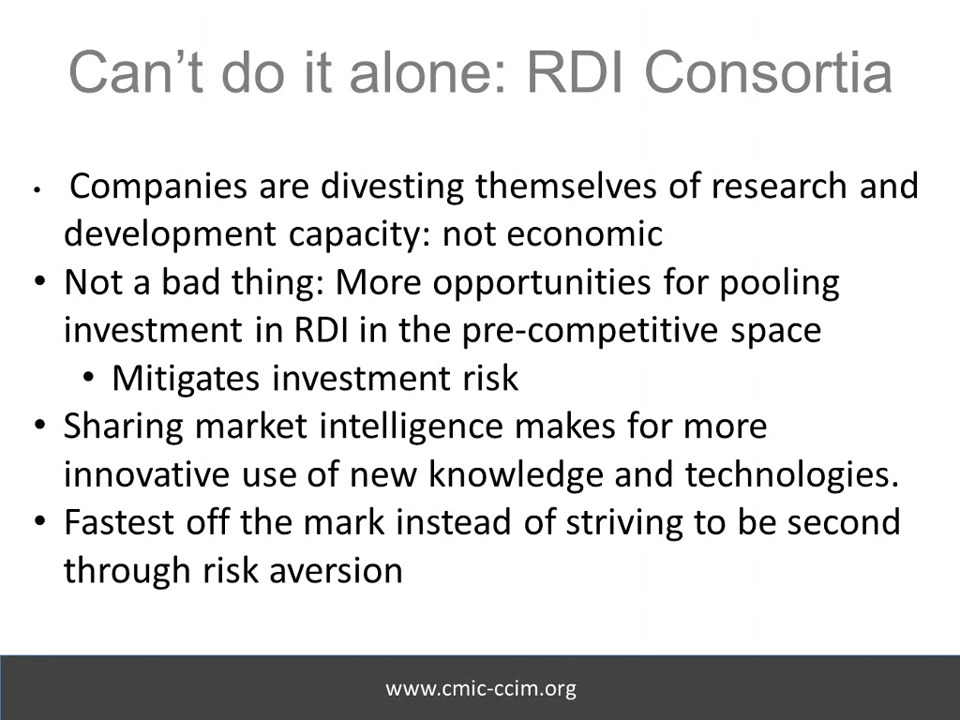 Can’t do it alone: RDI Consortia
• Companies are divesting themselves of research and
development capacity: not economic
• Not a bad thing: More opportunities for pooling
investment in RDI in the pre-competitive space
• Mitigates investment risk
• Sharing market intelligence makes for more
innovative use of new knowledge and technologies.
• Fastest off the mark instead of striving to be second
through risk aversion
www.cmic-ccim.org